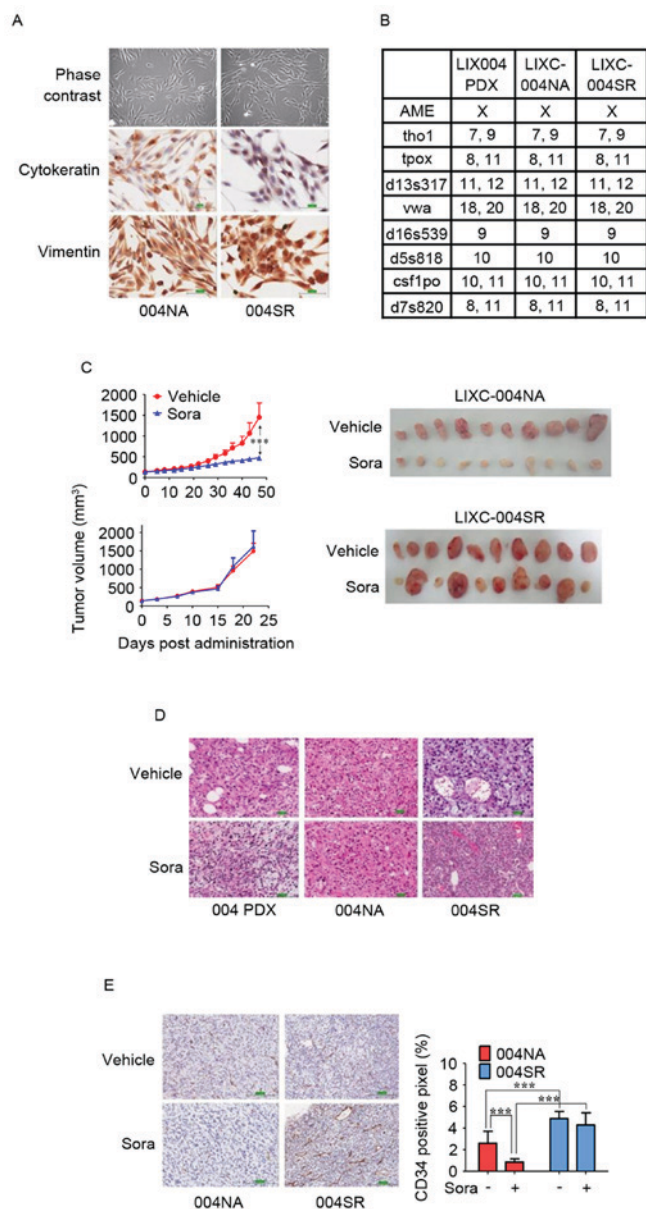 A
Phase
contrast
Cytokeratin
Vimentin
004NA 004SR
B
LIX004 PDX LIXC-004NA LIXC-004SR
AME X X X
tho1 7, 9 7, 9 7, 9
tpox 8, 11 8, 11 8, 11
d13s317 11, 12 11, 12 11, 12
vwa 18, 20 18, 20 18, 20
d16s539 9 9 9
d5s818 10 10 10
csf1po 10, 11 10, 11 10, 11
d7s820 8, 11 8, 11 8, 11
C
Tumor volume (mm³)
2000
1500
1000
500
0
Vehicle
Sora
***
0 10 20 30 40 50
2000
1500
1000
500
0
0 5 10 15 20 25
Days post administration
LIXC-004NA
Vehicle
Sora
LIXC-004SR
Vehicle
Sora
D
Vehicle
Sora
004 PDX 004NA 004SR
E
Vehicle
Sora
004NA 004SR
CD34 positive pixel (%)
004NA
004SR
10
8
6
4
2
0
*** ***
***
Sora - + - +